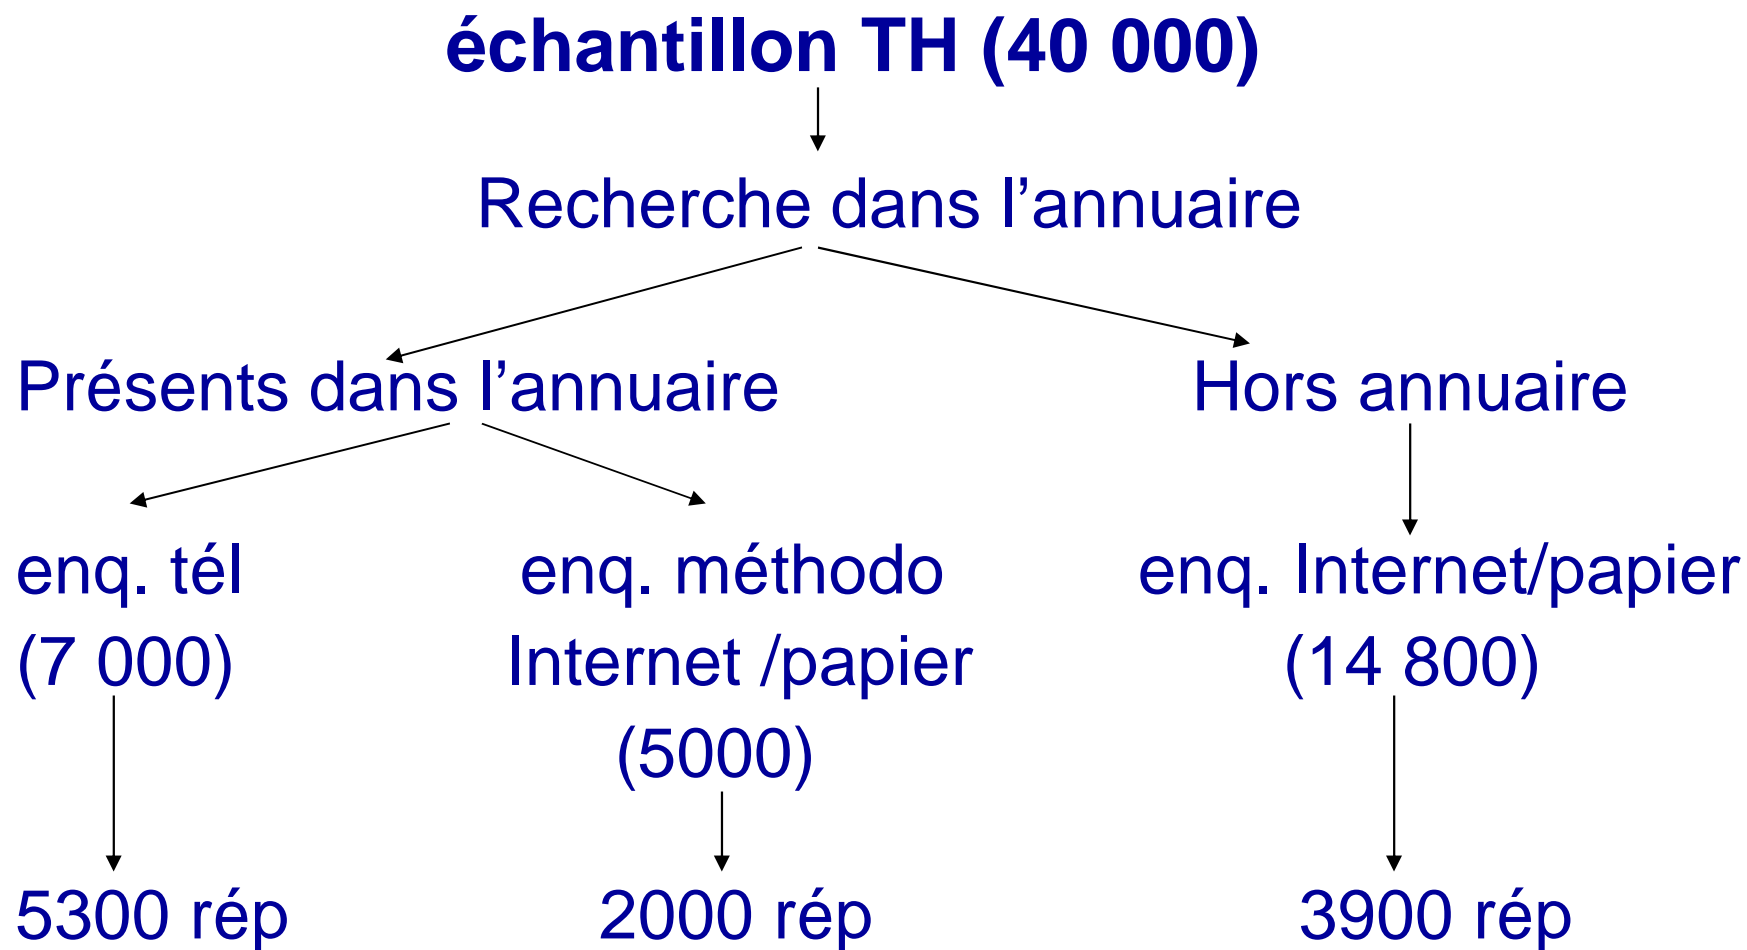 échantillon TH (40 000)
Recherche dans l’annuaire
Présents dans l’annuaire
Hors annuaire
enq. tél
(7 000)
enq. méthodo
Internet /papier
(5000)
enq. Internet/papier
(14 800)
5300 rép
2000 rép
3900 rép